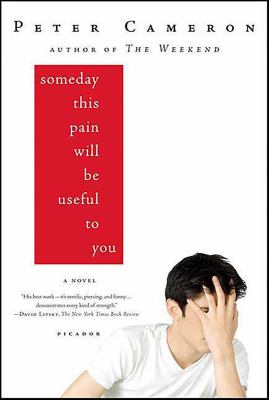 PETER CAMERON
AUTHOR OF THE WEEKEND
someday
this
pain
will
be
useful
to
you
A NOVEL
"His best work—it's terrific, piercing, and funny....
demonstrates every kind of strength."
—DAVID LIPSKY, The New York Times Book Review
PICADOR